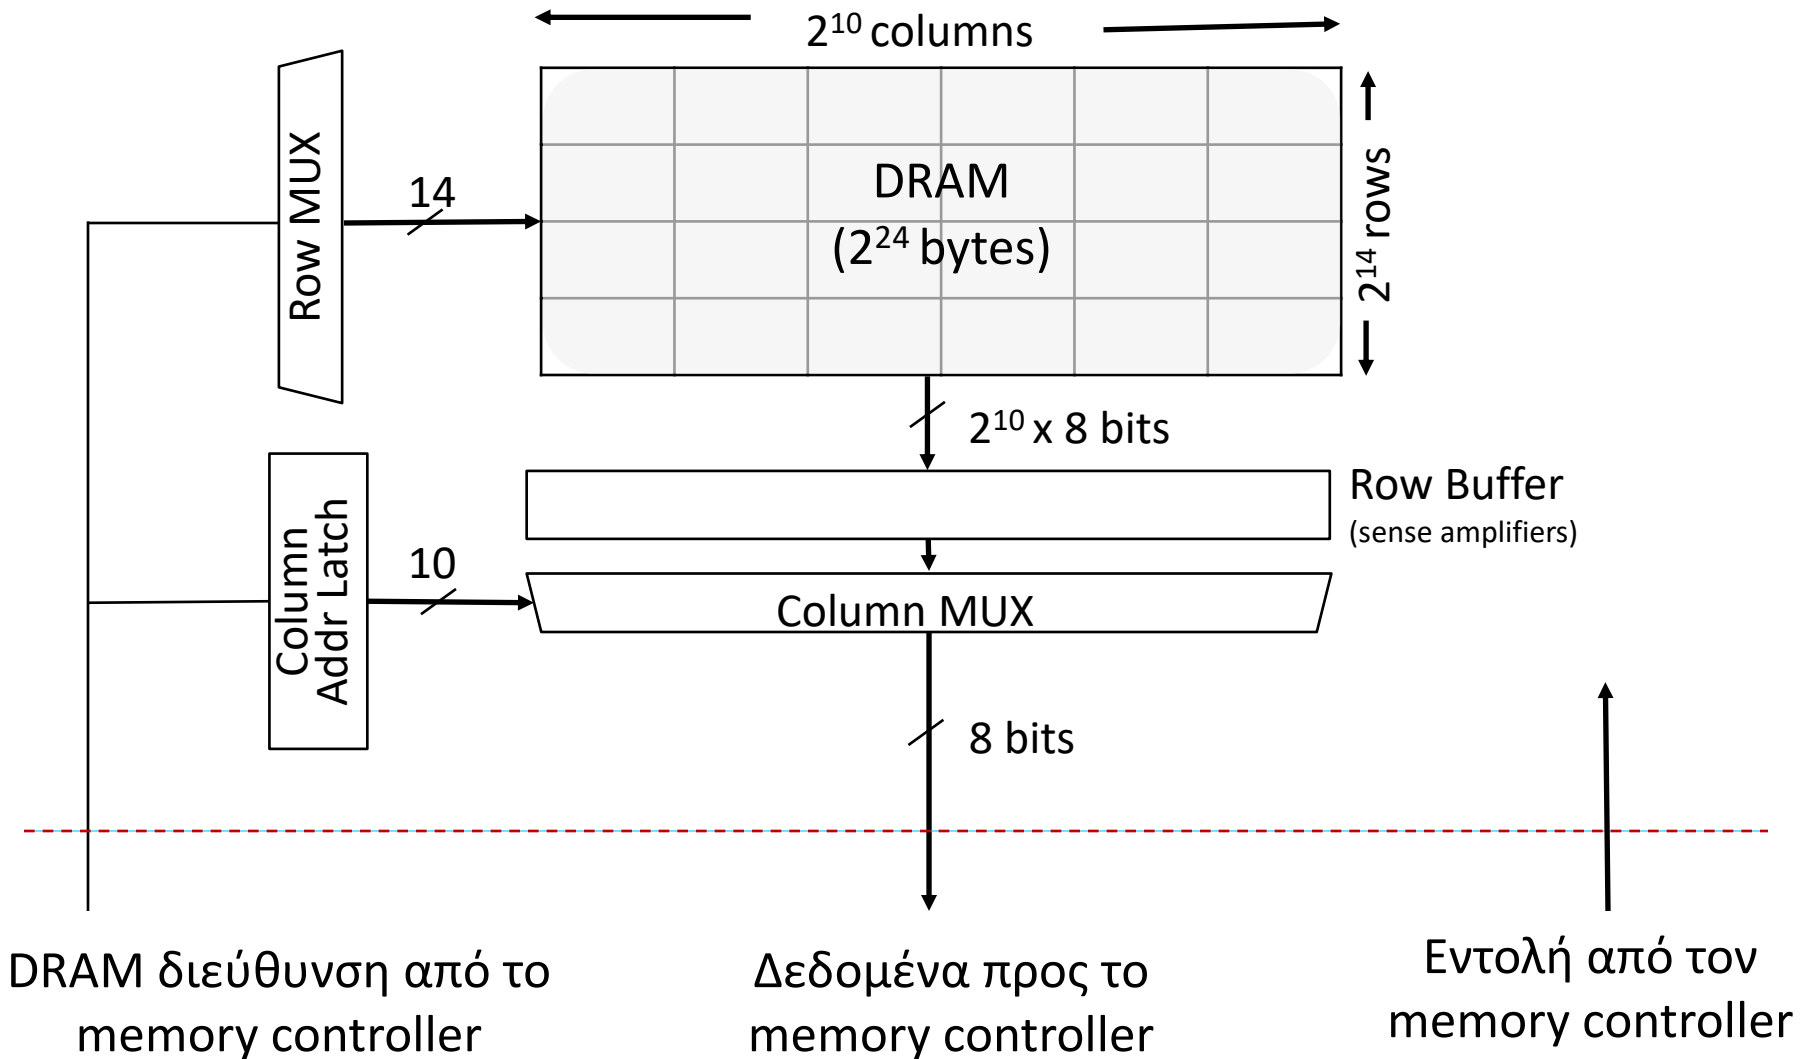 2¹⁰ columns
Row MUX
14
DRAM
(2²⁴ bytes)
2¹⁴ rows
2¹⁰ x 8 bits
Row Buffer
(sense amplifiers)
Column
Addr Latch
10
Column MUX
8 bits
DRAM διεύθυνση από το
memory controller
Δεδομένα προς το
memory controller
Εντολή από τον
memory controller